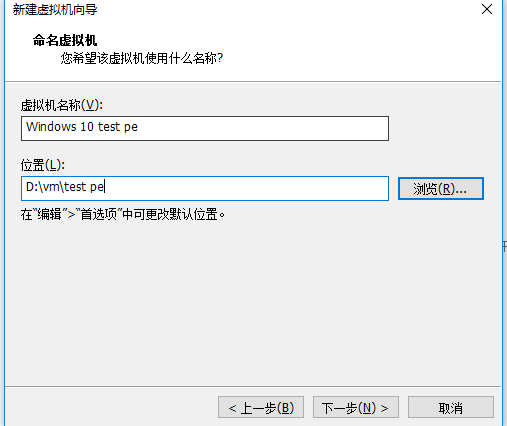 新建虚拟机向导
命名虚拟机
您希望该虚拟机使用什么名称?
虚拟机名称(V):
Windows 10 test pe
位置(L):
D:\vm\test pe
浏览(R)...
在“编辑”>“首选项”中可更改默认位置。
< 上一步(B)
下一步(N) >
取消